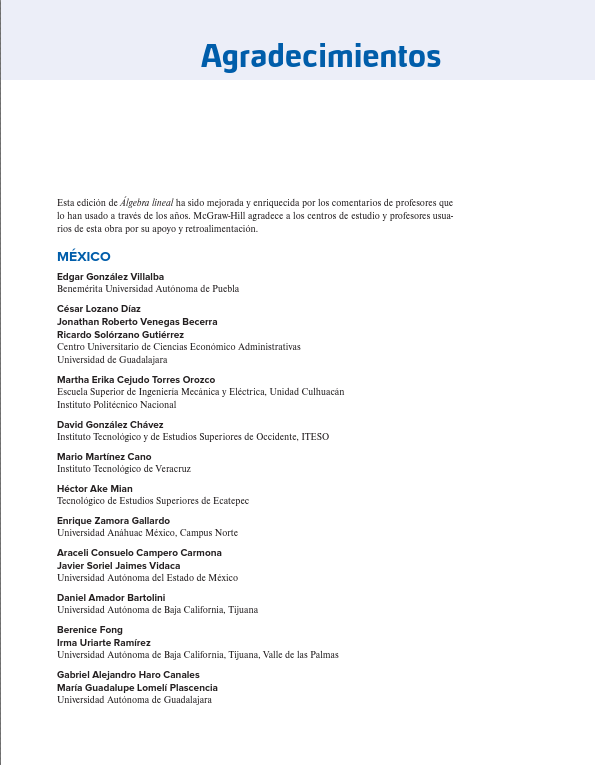 Agradecimientos
Esta edición de Álgebra lineal ha sido mejorada y enriquecida por los comentarios de profesores que
lo han usado a través de los años. McGraw-Hill agradece a los centros de estudio y profesores usua-
rios de esta obra por su apoyo y retroalimentación.
MÉXICO
Edgar González Villalba
Benemérita Universidad Autónoma de Puebla
César Lozano Díaz
Jonathan Roberto Venegas Becerra
Ricardo Solórzano Gutiérrez
Centro Universitario de Ciencias Económico Administrativas
Universidad de Guadalajara
Martha Erika Cejudo Torres Orozco
Escuela Superior de Ingeniería Mecánica y Eléctrica, Unidad Culhuacán
Instituto Politécnico Nacional
David González Chávez
Instituto Tecnológico y de Estudios Superiores de Occidente, ITESO
Mario Martínez Cano
Instituto Tecnológico de Veracruz
Héctor Ake Mian
Tecnológico de Estudios Superiores de Ecatepec
Enrique Zamora Gallardo
Universidad Anáhuac México, Campus Norte
Araceli Consuelo Campero Carmona
Javier Soriel Jaimes Vidaca
Universidad Autónoma del Estado de México
Daniel Amador Bartolini
Universidad Autónoma de Baja California, Tijuana
Berenice Fong
Irma Uriarte Ramírez
Universidad Autónoma de Baja California, Tijuana, Valle de las Palmas
Gabriel Alejandro Haro Canales
María Guadalupe Lomelí Plascencia
Universidad Autónoma de Guadalajara